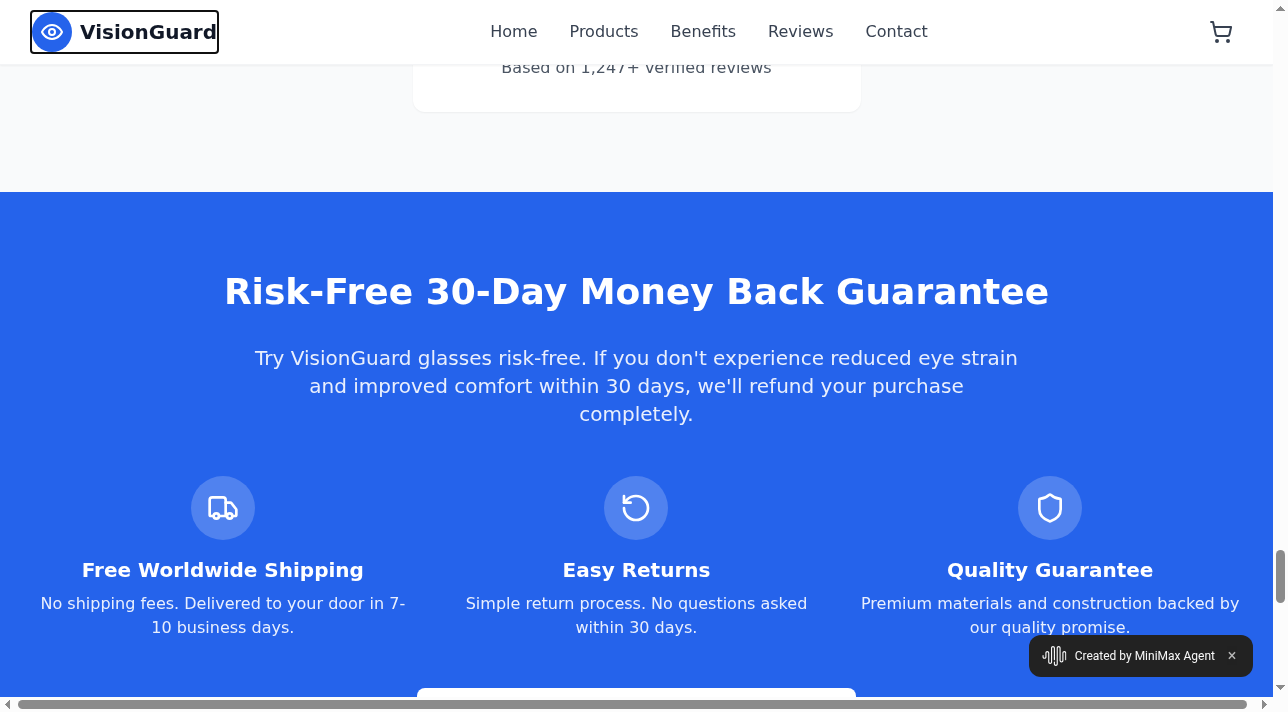 VisionGuard
Home
Products
Benefits
Reviews
Contact
Based on 1,247+ verified reviews
Risk-Free 30-Day Money Back Guarantee
Try VisionGuard glasses risk-free. If you don't experience reduced eye strain
and improved comfort within 30 days, we'll refund your purchase
completely.
Free Worldwide Shipping
No shipping fees. Delivered to your door in 7-
10 business days.
Easy Returns
Simple return process. No questions asked
within 30 days.
Quality Guarantee
Premium materials and construction backed by
our quality promise.
Created by MiniMax Agent